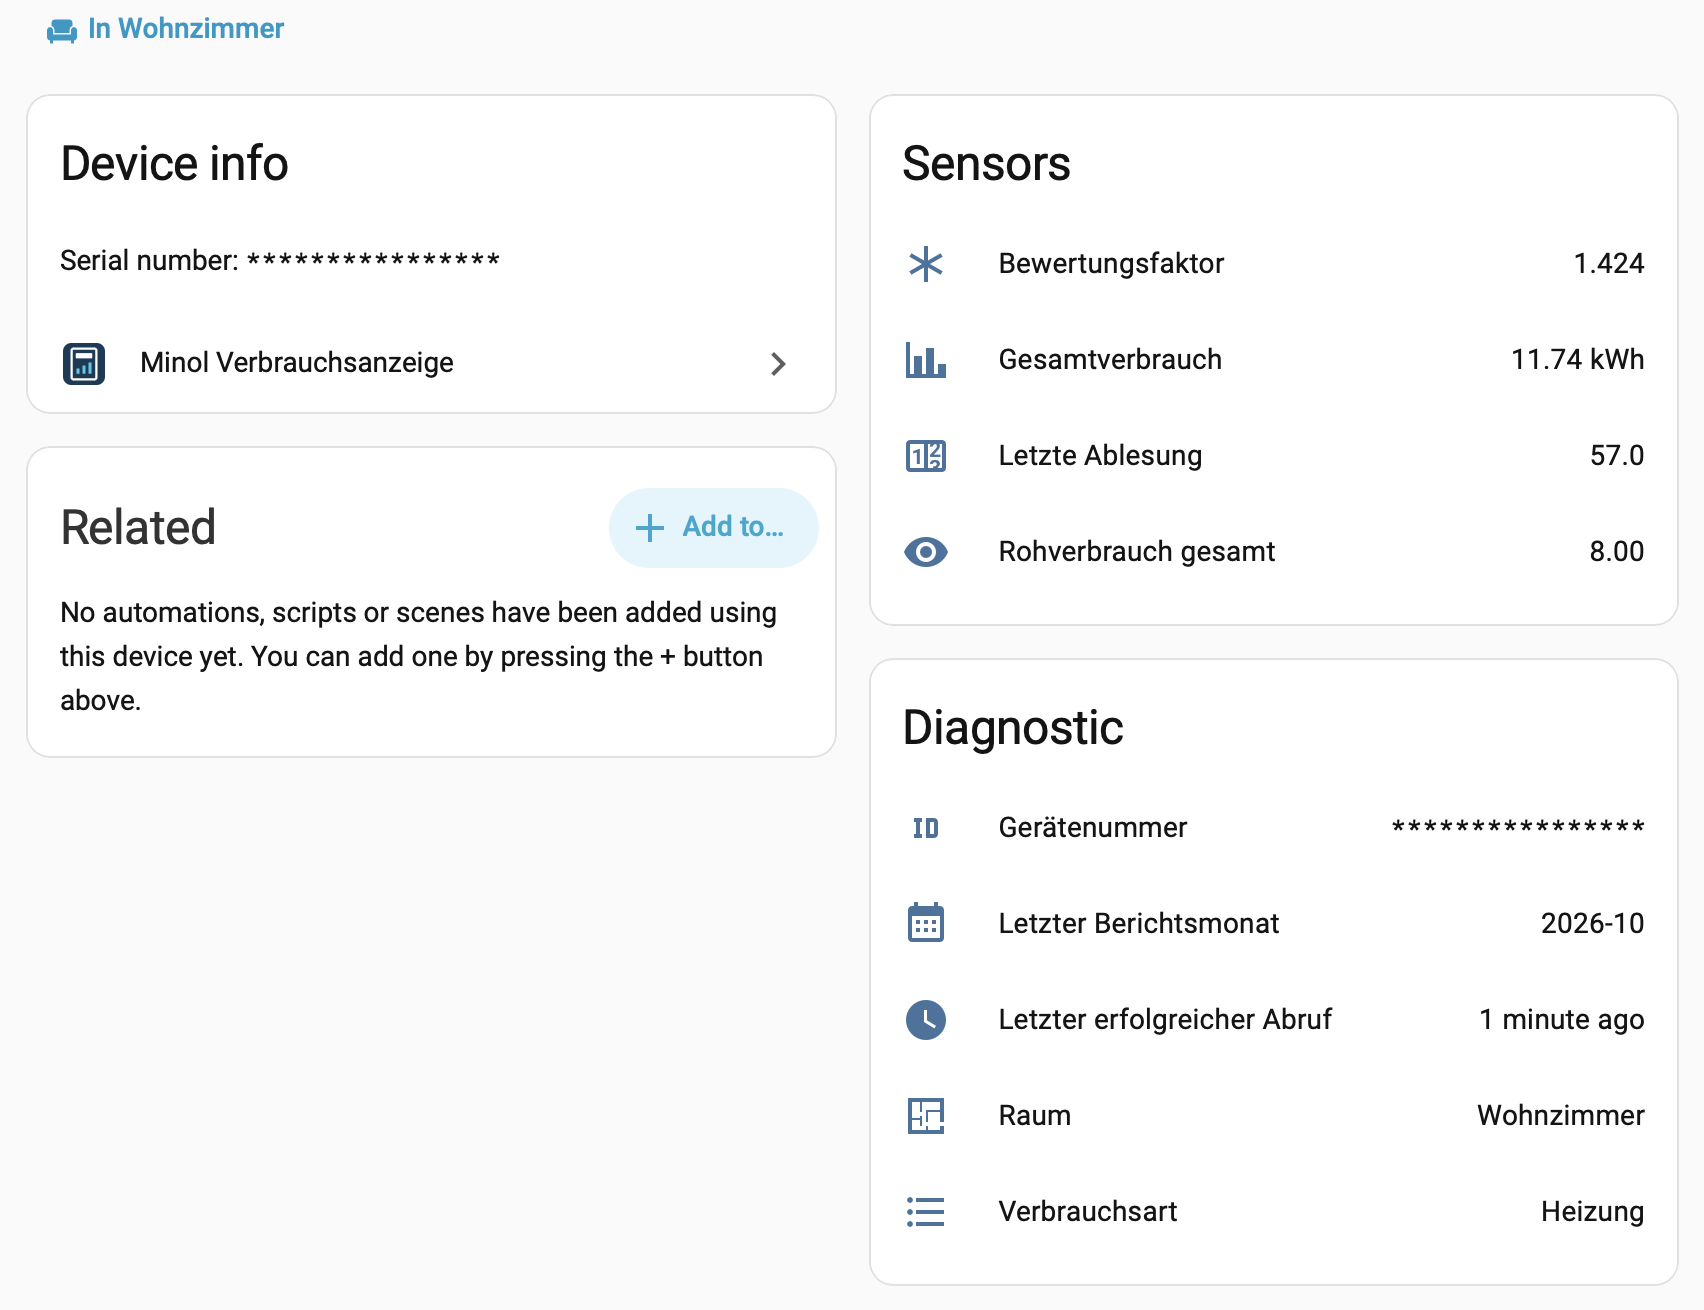 In Wohnzimmer
Device info
Serial number: ****************
Minol Verbrauchsanzeige
Related
Add to...
No automations, scripts or scenes have been added using
this device yet. You can add one by pressing the + button
above.
Sensors
Bewertungsfaktor 1.424
Gesamtverbrauch 11.74 kWh
Letzte Ablesung 57.0
Rohverbrauch gesamt 8.00
Diagnostic
ID Gerätenummer ****************
Letzter Berichtsmonat 2026-10
Letzter erfolgreicher Abruf 1 minute ago
Raum Wohnzimmer
Verbrauchsart Heizung